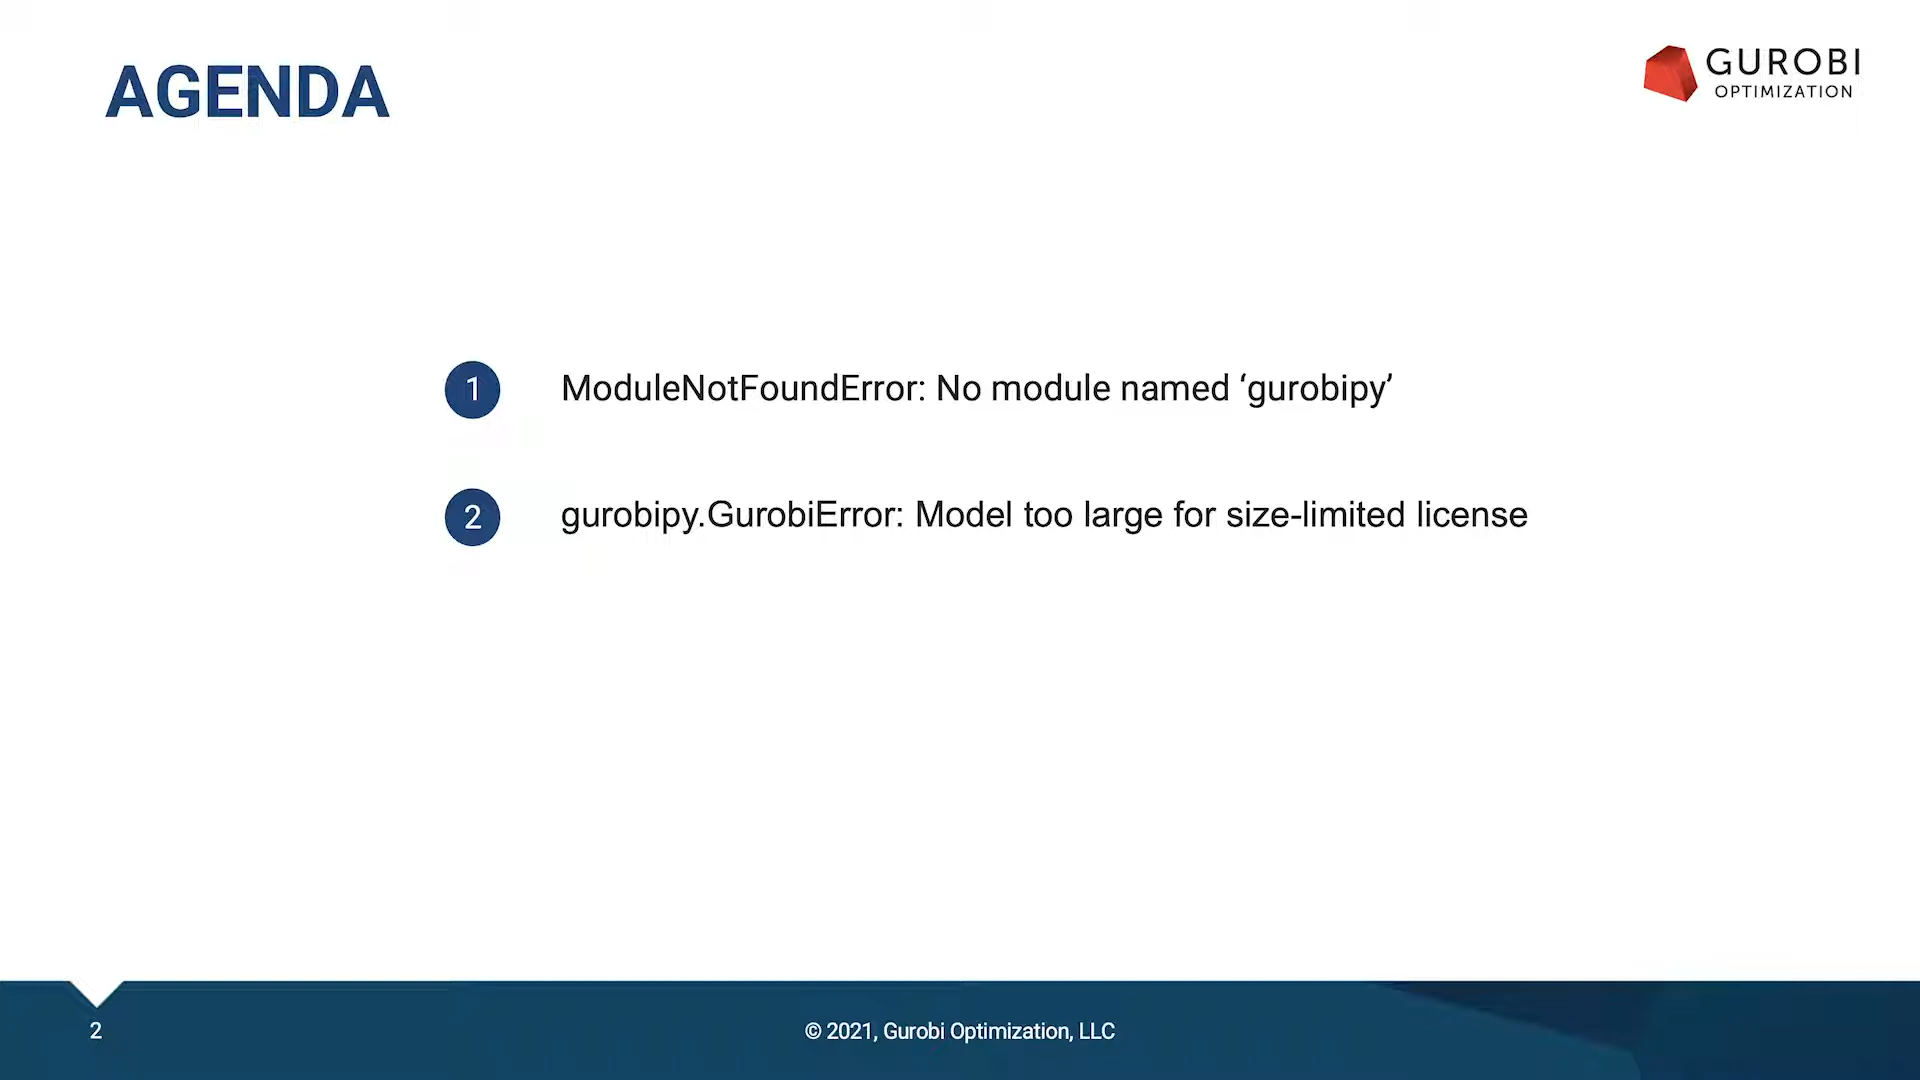 AGENDA
GUROBI
OPTIMIZATION
1 ModuleNotFoundError: No module named ‘gurobipy’
2 gurobipy.GurobiError: Model too large for size-limited license
2
© 2021, Gurobi Optimization, LLC